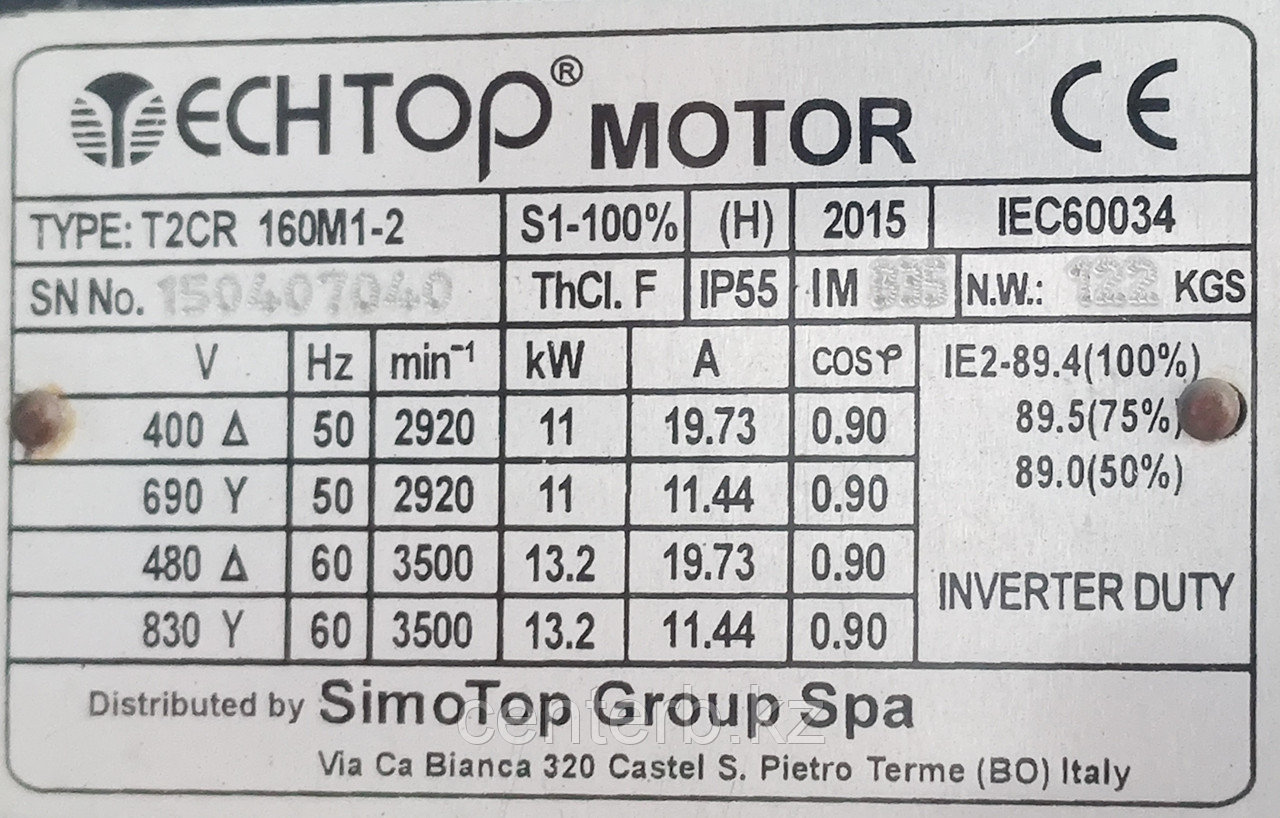 TECHTOP® MOTOR CE
TYPE: T2CR 160M1-2 S1-100% (H) 2015 IEC60034
SN No. 150407040 ThCl. F IP55 IM N.W.: 122 KGS
V Hz min⁻¹ kW A COSφ IE2-89.4(100%)
400 Δ 50 2920 11 19.73 0.90 89.5(75%)
690 Y 50 2920 11 11.44 0.90 89.0(50%)
480 Δ 60 3500 13.2 19.73 0.90 INVERTER DUTY
830 Y 60 3500 13.2 11.44 0.90
Distributed by SimoTop Group Spa
centerb.kz
Via Ca Bianca 320 Castel S. Pietro Terme (BO) Italy